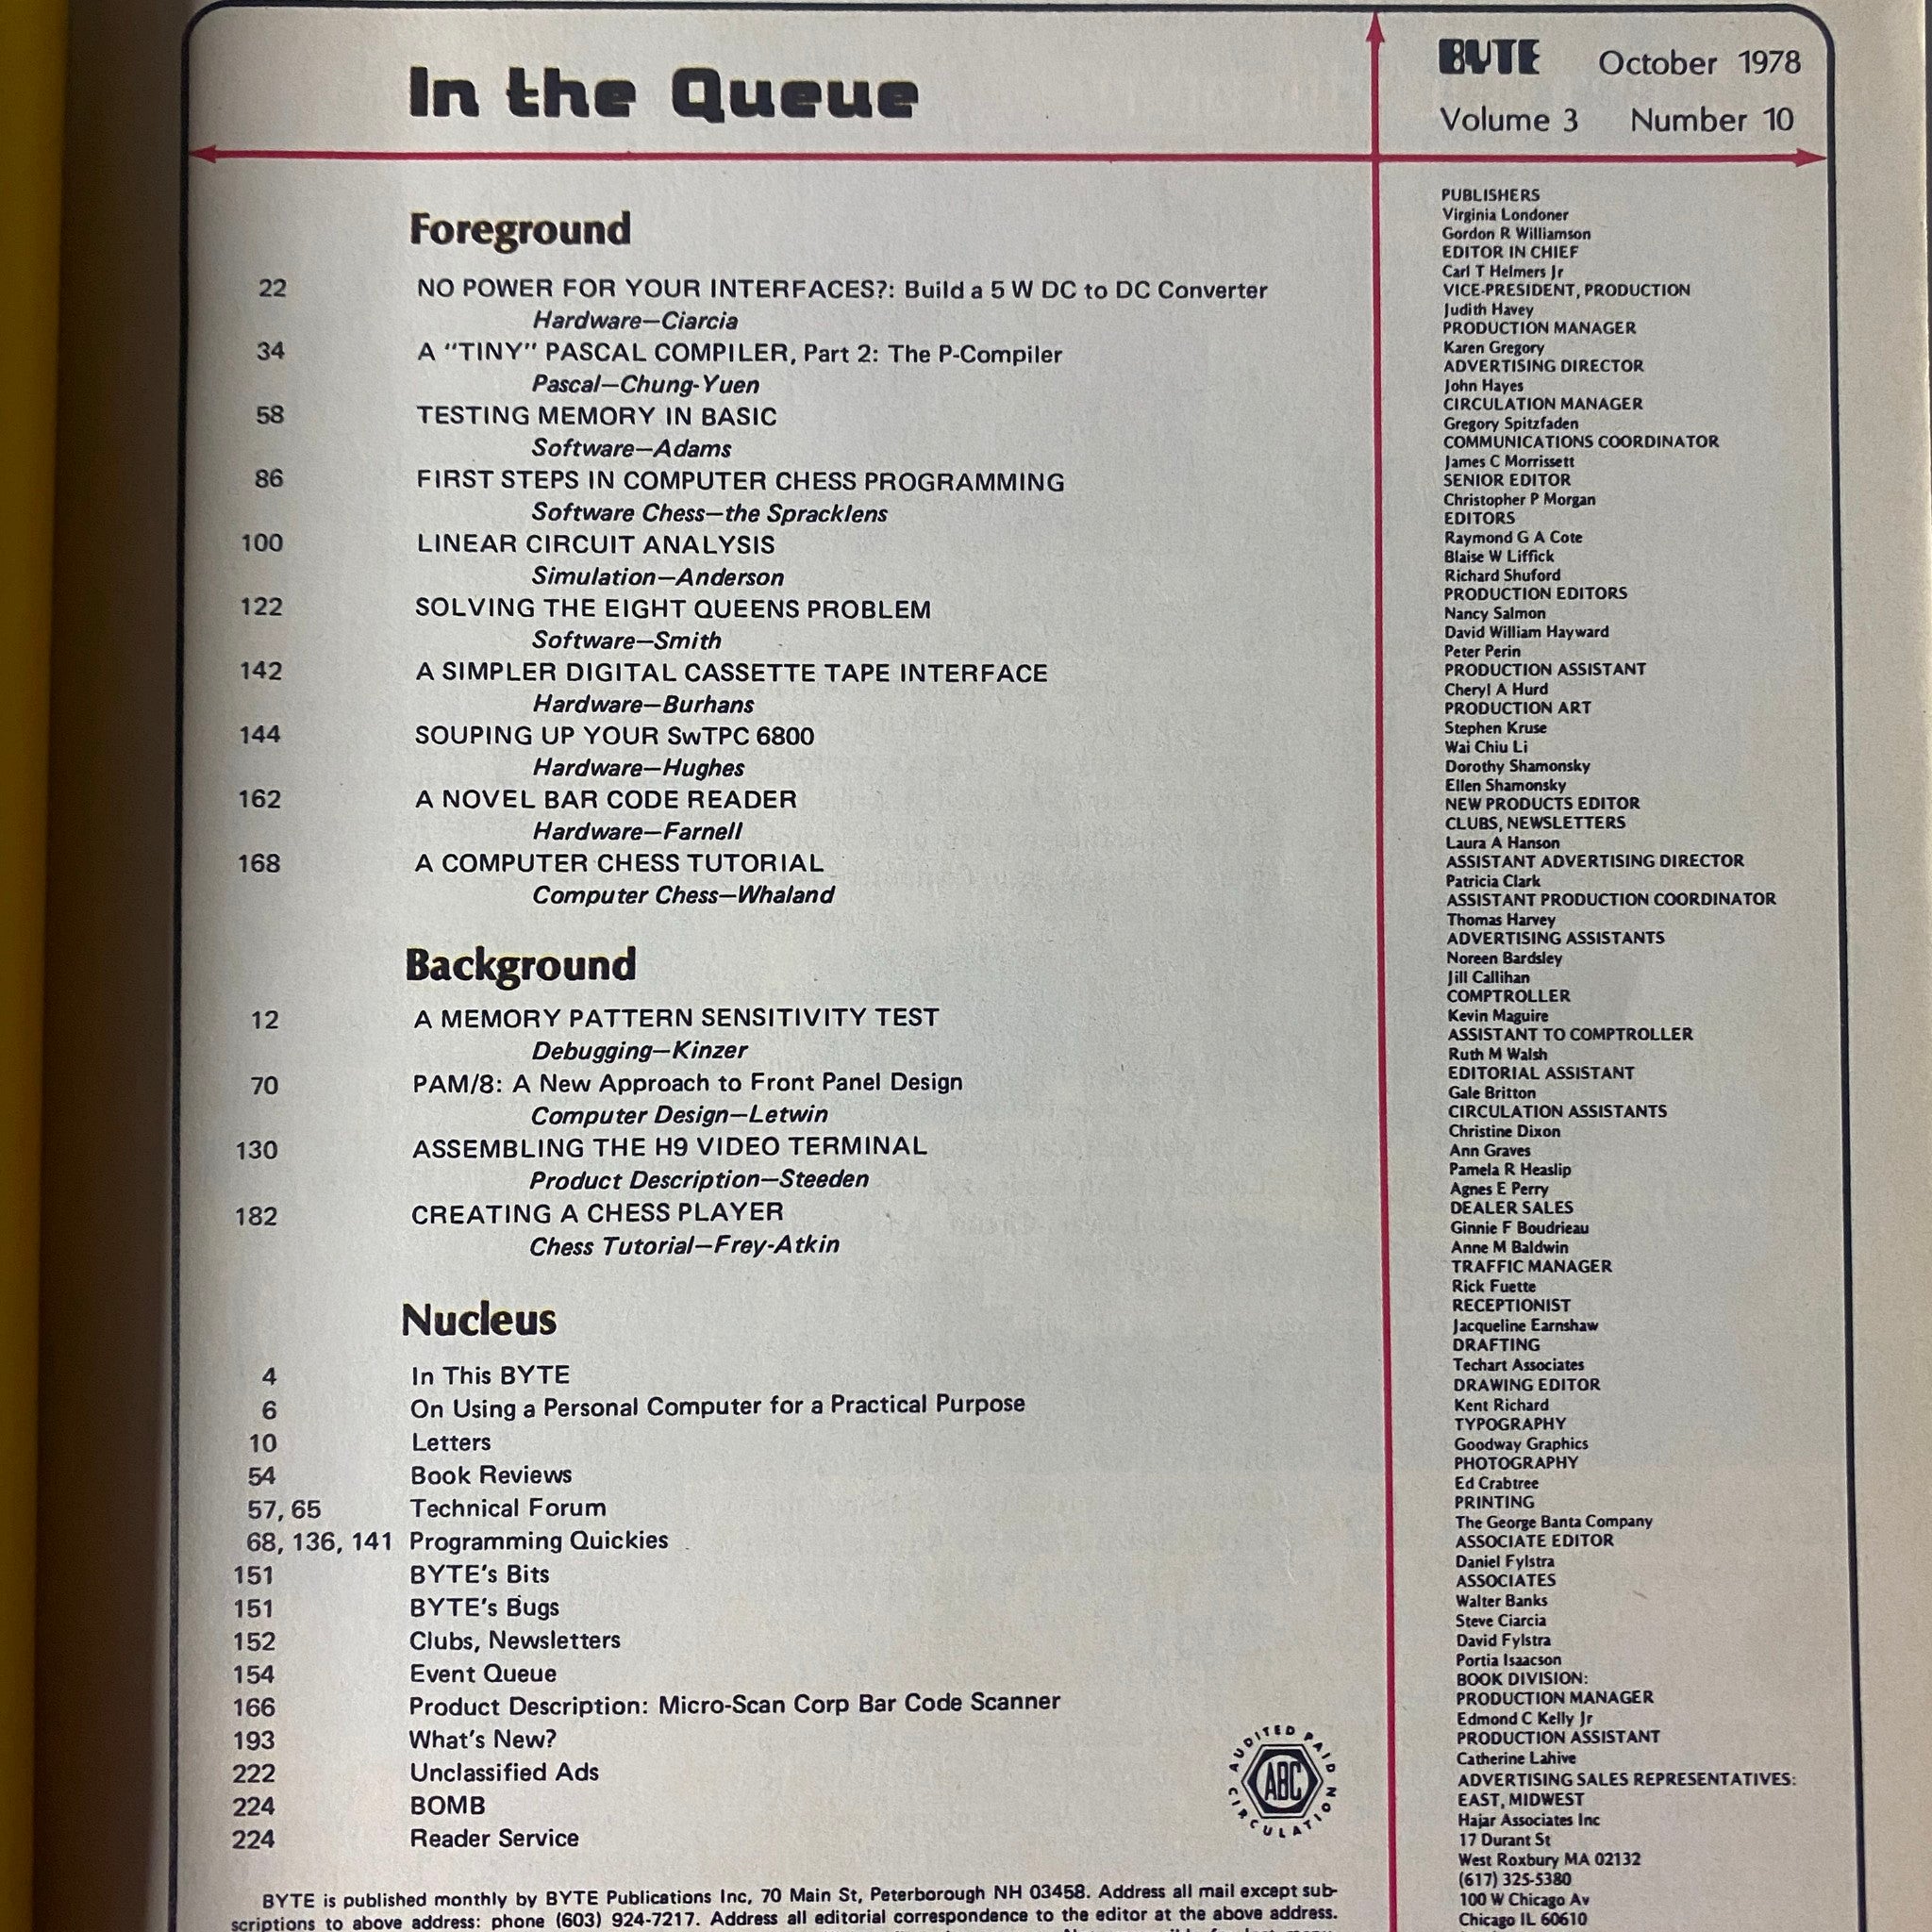 In the Queue
BYTE October 1978
Volume 3 Number 10
Foreground
22 NO POWER FOR YOUR INTERFACES?: Build a 5 W DC to DC Converter
Hardware—Ciarcia
34 A "TINY" PASCAL COMPILER, Part 2: The P-Compiler
Pascal—Chung-Yuen
58 TESTING MEMORY IN BASIC
Software—Adams
86 FIRST STEPS IN COMPUTER CHESS PROGRAMMING
Software Chess—the Spracklens
100 LINEAR CIRCUIT ANALYSIS
Simulation—Anderson
122 SOLVING THE EIGHT QUEENS PROBLEM
Software—Smith
142 A SIMPLER DIGITAL CASSETTE TAPE INTERFACE
Hardware—Burhans
144 SOUPING UP YOUR SwTPC 6800
Hardware—Hughes
162 A NOVEL BAR CODE READER
Hardware—Farnell
168 A COMPUTER CHESS TUTORIAL
Computer Chess—Whaland
Background
12 A MEMORY PATTERN SENSITIVITY TEST
Debugging—Kinzer
70 PAM/8: A New Approach to Front Panel Design
Computer Design—Letwin
130 ASSEMBLING THE H9 VIDEO TERMINAL
Product Description—Steeden
182 CREATING A CHESS PLAYER
Chess Tutorial—Frey-Atkin
Nucleus
4 In This BYTE
6 On Using a Personal Computer for a Practical Purpose
10 Letters
54 Book Reviews
57, 65 Technical Forum
68, 136, 141 Programming Quickies
151 BYTE's Bits
151 BYTE's Bugs
152 Clubs, Newsletters
154 Event Queue
166 Product Description: Micro-Scan Corp Bar Code Scanner
193 What's New?
222 Unclassified Ads
224 BOMB
224 Reader Service
AUDITED PAID CIRCULATION
ABC
BYTE is published monthly by BYTE Publications Inc, 70 Main St, Peterborough NH 03458. Address all mail except sub-
scriptions to above address: phone (603) 924-7217. Address all editorial correspondence to the editor at the above address.
PUBLISHERS
Virginia Londoner
Gordon R Williamson
EDITOR IN CHIEF
Carl T Helmers Jr
VICE-PRESIDENT, PRODUCTION
Judith Havey
PRODUCTION MANAGER
Karen Gregory
ADVERTISING DIRECTOR
John Hayes
CIRCULATION MANAGER
Gregory Spitzfaden
COMMUNICATIONS COORDINATOR
James C Morrissett
SENIOR EDITOR
Christopher P Morgan
EDITORS
Raymond G A Cote
Blaise W Liffick
Richard Shuford
PRODUCTION EDITORS
Nancy Salmon
David William Hayward
Peter Perin
PRODUCTION ASSISTANT
Cheryl A Hurd
PRODUCTION ART
Stephen Kruse
Wai Chiu Li
Dorothy Shamonsky
Ellen Shamonsky
NEW PRODUCTS EDITOR
CLUBS, NEWSLETTERS
Laura A Hanson
ASSISTANT ADVERTISING DIRECTOR
Patricia Clark
ASSISTANT PRODUCTION COORDINATOR
Thomas Harvey
ADVERTISING ASSISTANTS
Noreen Bardsley
Jill Callihan
COMPTROLLER
Kevin Maguire
ASSISTANT TO COMPTROLLER
Ruth M Walsh
EDITORIAL ASSISTANT
Gale Britton
CIRCULATION ASSISTANTS
Christine Dixon
Ann Graves
Pamela R Heaslip
Agnes E Perry
DEALER SALES
Ginnie F Boudrieau
Anne M Baldwin
TRAFFIC MANAGER
Rick Fuette
RECEPTIONIST
Jacqueline Earnshaw
DRAFTING
Techart Associates
DRAWING EDITOR
Kent Richard
TYPOGRAPHY
Goodway Graphics
PHOTOGRAPHY
Ed Crabtree
PRINTING
The George Banta Company
ASSOCIATE EDITOR
Daniel Fylstra
ASSOCIATES
Walter Banks
Steve Ciarcia
David Fylstra
Portia Isaacson
BOOK DIVISION:
PRODUCTION MANAGER
Edmond C Kelly Jr
PRODUCTION ASSISTANT
Catherine Lahive
ADVERTISING SALES REPRESENTATIVES:
EAST, MIDWEST
Hajar Associates Inc
17 Durant St
West Roxbury MA 02132
(617) 325-5380
100 W Chicago Av
Chicago IL 60610